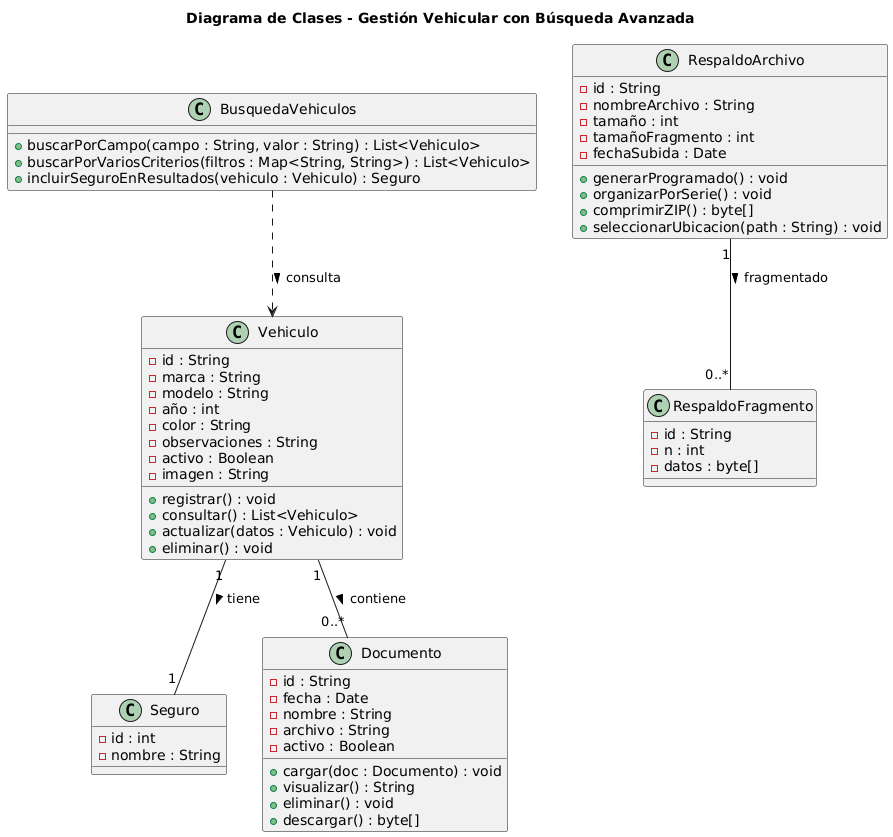 Diagrama de Clases - Gestión Vehicular con Búsqueda Avanzada
C BusquedaVehiculos
buscarPorCampo(campo : String, valor : String) : List<Vehiculo>
buscarPorVariosCriterios(filtros : Map<String, String>) : List<Vehiculo>
incluirSeguroEnResultados(vehiculo : Vehiculo) : Seguro
C RespaldoArchivo
id : String
nombreArchivo : String
tamaño : int
tamañoFragmento : int
fechaSubida : Date
generarProgramado() : void
organizarPorSerie() : void
comprimirZIP() : byte[]
seleccionarUbicacion(path : String) : void
consulta
1
fragmentado
0..*
C Vehiculo
id : String
marca : String
modelo : String
año : int
color : String
observaciones : String
activo : Boolean
imagen : String
registrar() : void
consultar() : List<Vehiculo>
actualizar(datos : Vehiculo) : void
eliminar() : void
C RespaldoFragmento
id : String
n : int
datos : byte[]
1
tiene
1
1
contiene
0..*
C Seguro
id : int
nombre : String
C Documento
id : String
fecha : Date
nombre : String
archivo : String
activo : Boolean
cargar(doc : Documento) : void
visualizar() : String
eliminar() : void
descargar() : byte[]